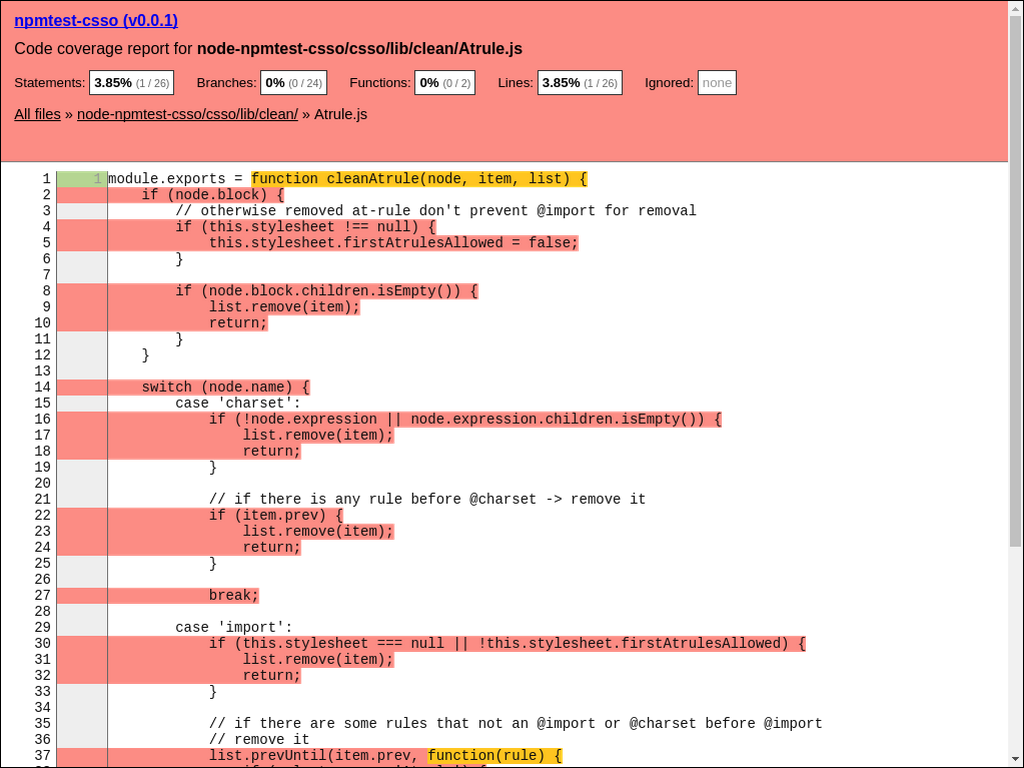 npmtest-csso (v0.0.1)
Code coverage report for node-npmtest-csso/csso/lib/clean/Atrule.js
Statements: 3.85% (1 / 26) Branches: 0% (0 / 24) Functions: 0% (0 / 2) Lines: 3.85% (1 / 26) Ignored: none
All files » node-npmtest-csso/csso/lib/clean/ » Atrule.js
1 1 module.exports = function cleanAtrule(node, item, list) {
2 if (node.block) {
3 // otherwise removed at-rule don't prevent @import for removal
4 if (this.stylesheet !== null) {
5 this.stylesheet.firstAtrulesAllowed = false;
6 }
7
8 if (node.block.children.isEmpty()) {
9 list.remove(item);
10 return;
11 }
12 }
13
14 switch (node.name) {
15 case 'charset':
16 if (!node.expression || node.expression.children.isEmpty()) {
17 list.remove(item);
18 return;
19 }
20
21 // if there is any rule before @charset -> remove it
22 if (item.prev) {
23 list.remove(item);
24 return;
25 }
26
27 break;
28
29 case 'import':
30 if (this.stylesheet === null || !this.stylesheet.firstAtrulesAllowed) {
31 list.remove(item);
32 return;
33 }
34
35 // if there are some rules that not an @import or @charset before @import
36 // remove it
37 list.prevUntil(item.prev, function(rule) {